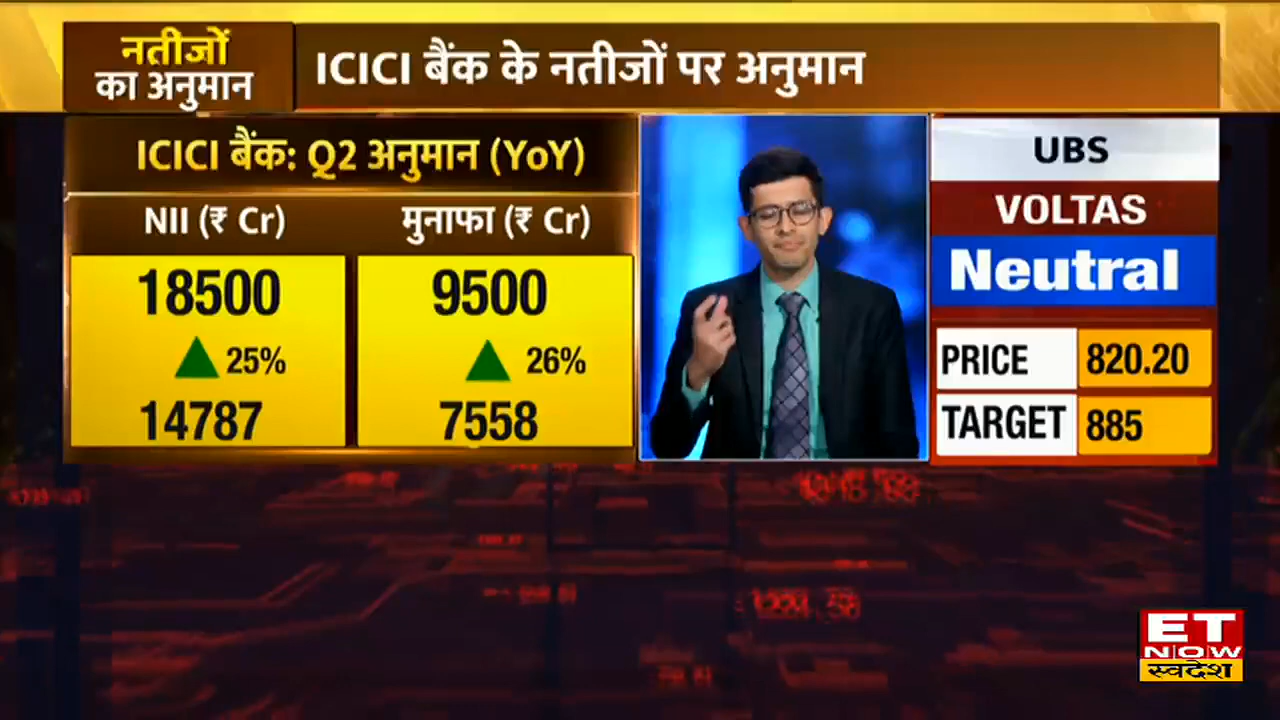 नतीजों
का अनुमान
ICICI बैंक के नतीजों पर अनुमान
ICICI बैंक: Q2 अनुमान (YoY)
NII (₹ Cr)
मुनाफा (₹ Cr)
18500
9500
25%
26%
14787
7558
UBS
VOLTAS
Neutral
PRICE
820.20
TARGET
885
ET
NOW
स्वदेश